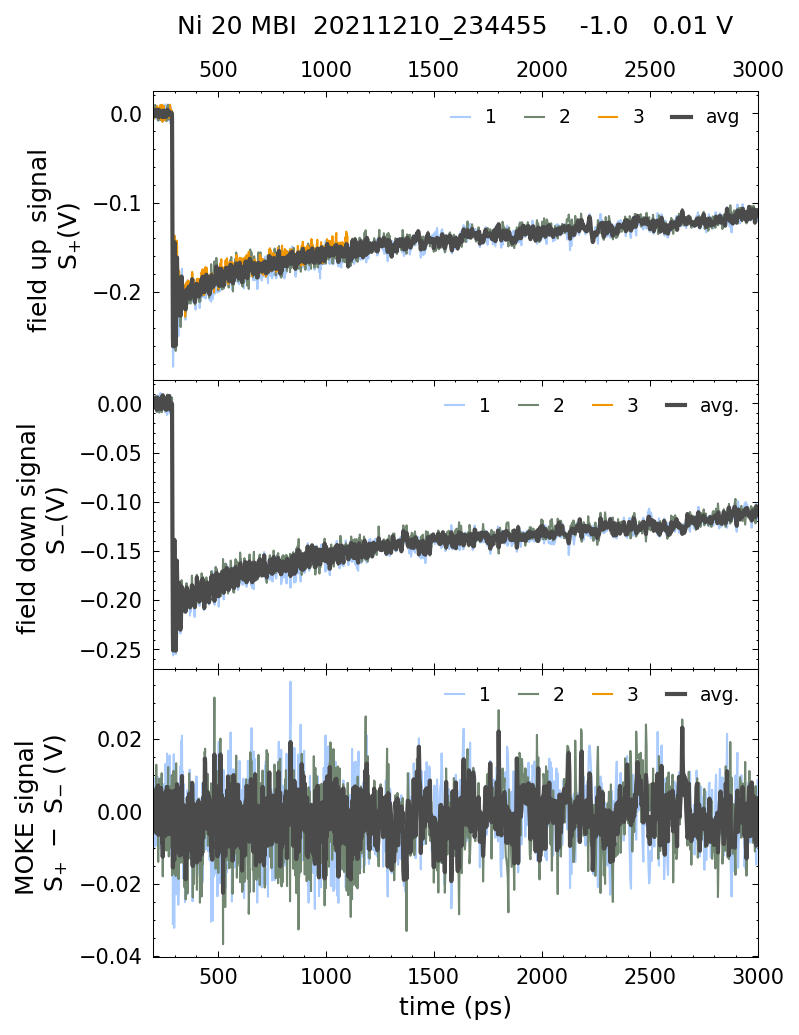 Ni 20 MBI  20211210_234455    -1.0   0.01 V
500 1000 1500 2000 2500 3000
1 2 3 avg
0.0
−0.1
−0.2
field up  signal
S+(V)
1 2 3 avg.
0.00
−0.05
−0.10
−0.15
−0.20
−0.25
field down signal
S−(V)
1 2 3 avg.
0.02
0.00
−0.02
−0.04
MOKE signal
S+ − S− ( V)
500 1000 1500 2000 2500 3000
time (ps)